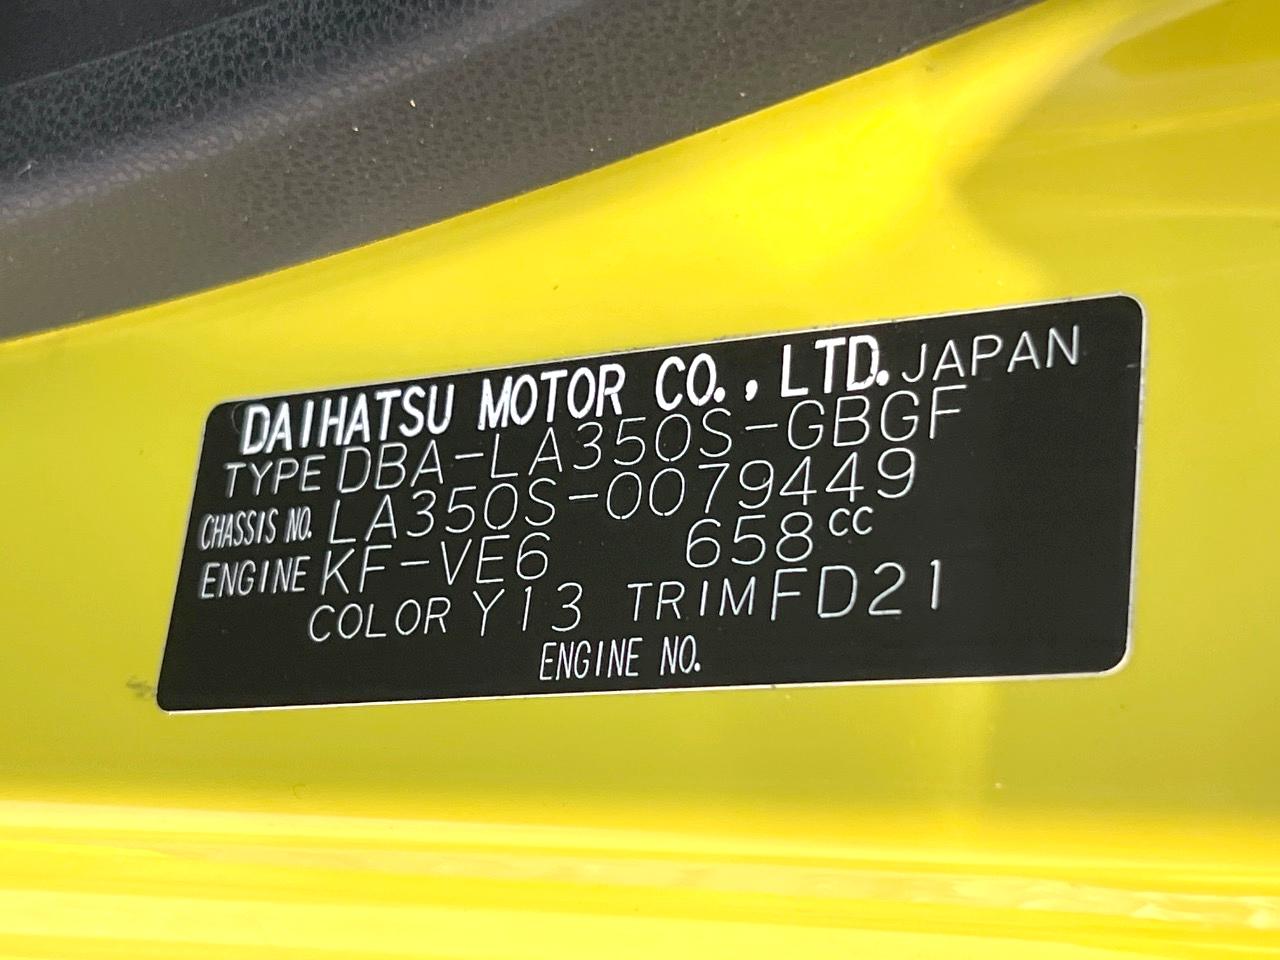 DAIHATSU MOTOR CO., LTD. JAPAN
TYPE DBA-LA350S-GBGF
CHASSIS NO. LA350S-0079449
ENGINE KF-VE6 658CC
COLOR Y13 TRIM FD21
ENGINE NO.